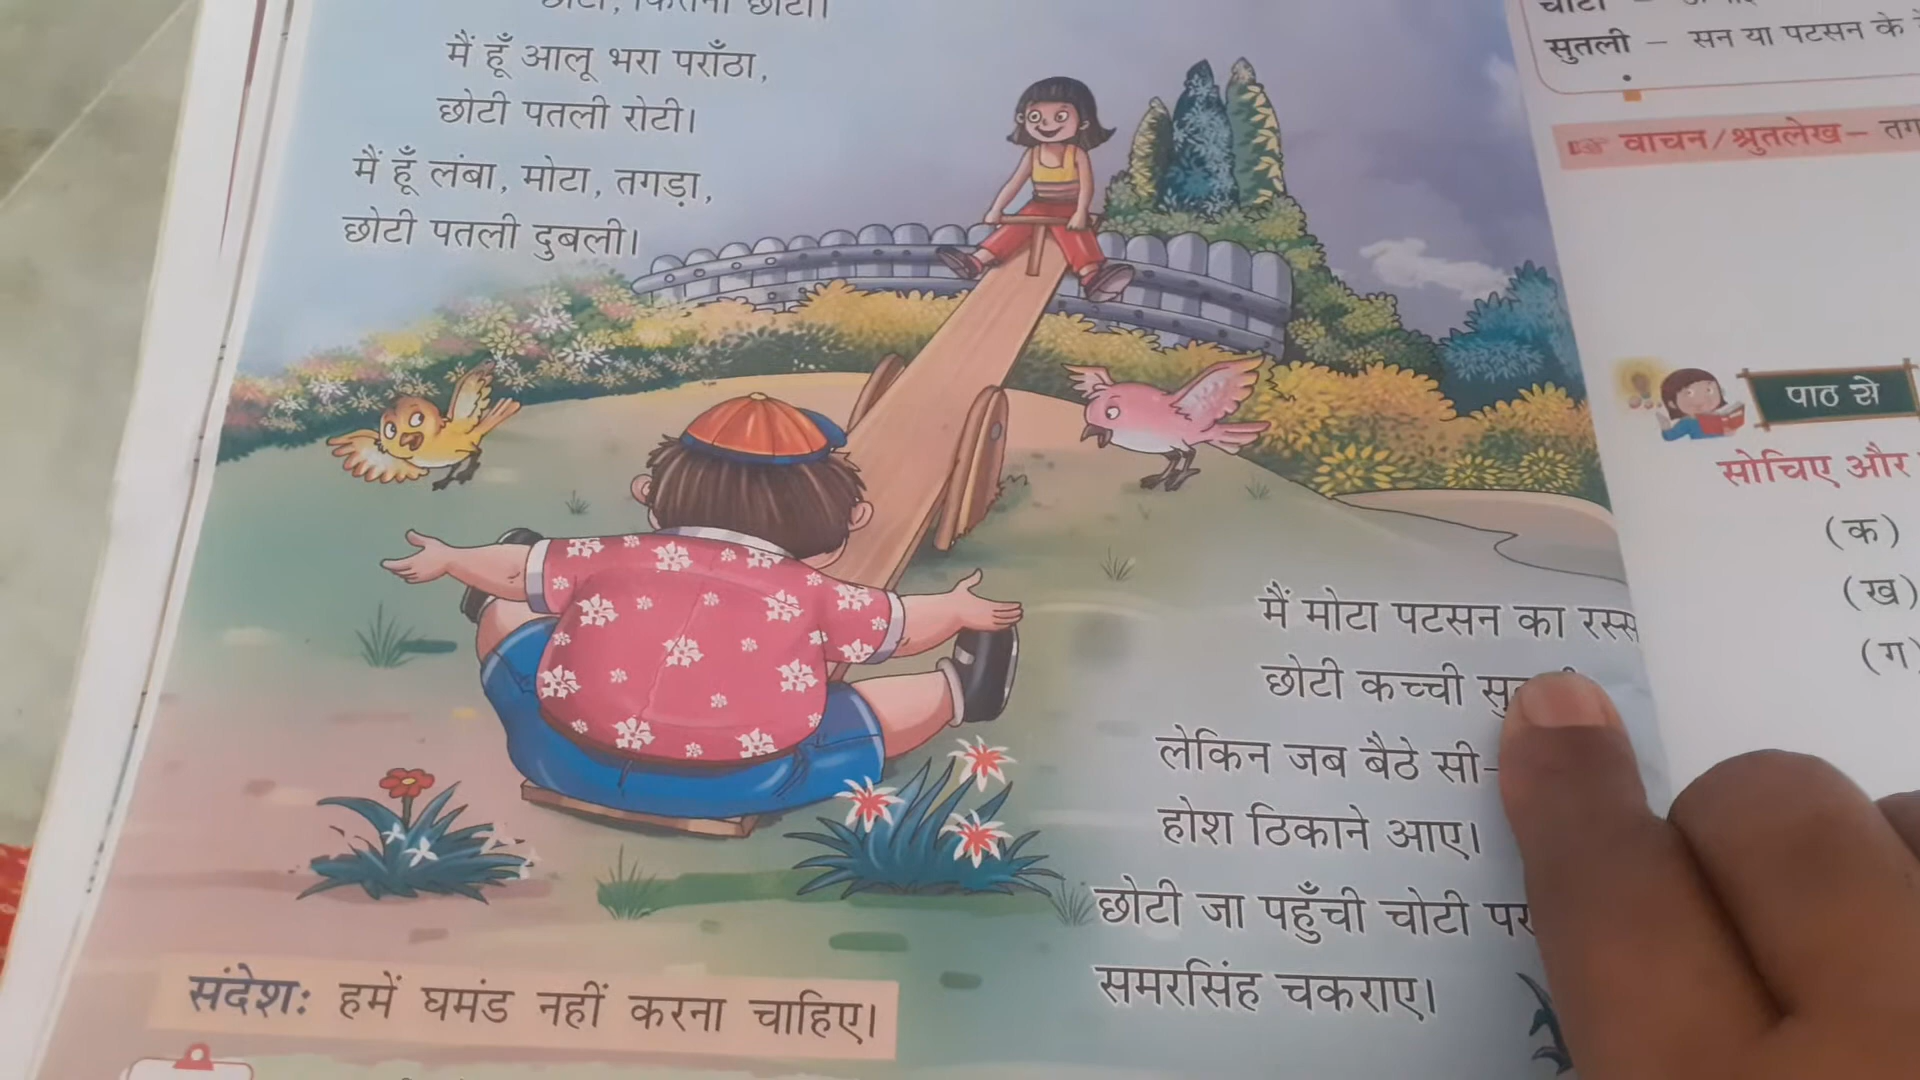 मैं हूँ आलू भरा पराँठा,
छोटी पतली रोटी।
मैं हूँ लंबा, मोटा, तगड़ा,
छोटी पतली दुबली।
मैं मोटा पटसन का
छोटी कच्ची
लेकिन जब बैठे सी-
होश ठिकाने आए।
छोटी जा पहुँची चोटी पर
समरसिंह चकराए।
संदेश: हमें घमंड नहीं करना चाहिए।
सुतली – सन या पटसन के
वाचन/श्रुतलेख–
पाठ से
सोचिए और
(क)
(ख)
(ग)